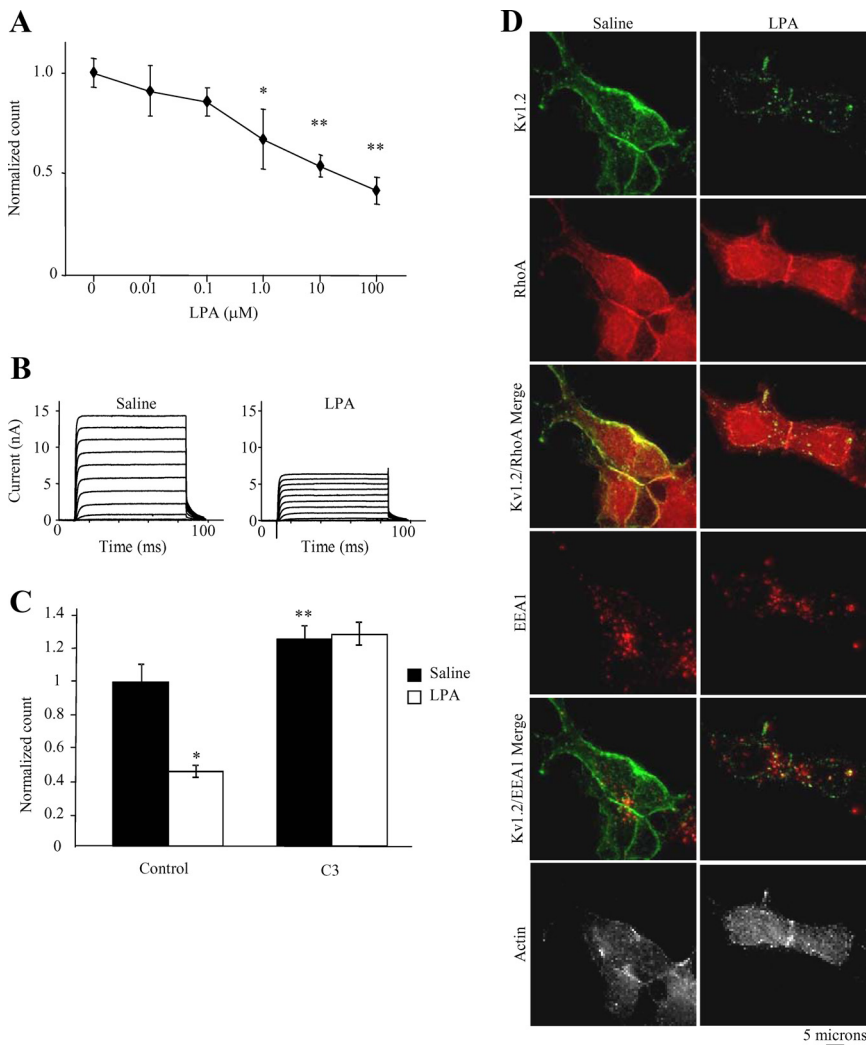 A
Normalized count
1.0
0.5
0
*
**
**
0 0.01 0.1 1.0 10 100
LPA (µM)
B
Saline
LPA
Current (nA)
15
10
5
0
0 100
Time (ms)
15
10
5
0
0 100
Time (ms)
C
Normalized count
1.4
1.2
1
0.8
0.6
0.4
0.2
0
*
**
Saline
LPA
Control C3
D
Saline LPA
Kv1.2
RhoA
Kv1.2/RhoA Merge
EEA1
Kv1.2/EEA1 Merge
Actin
5 microns